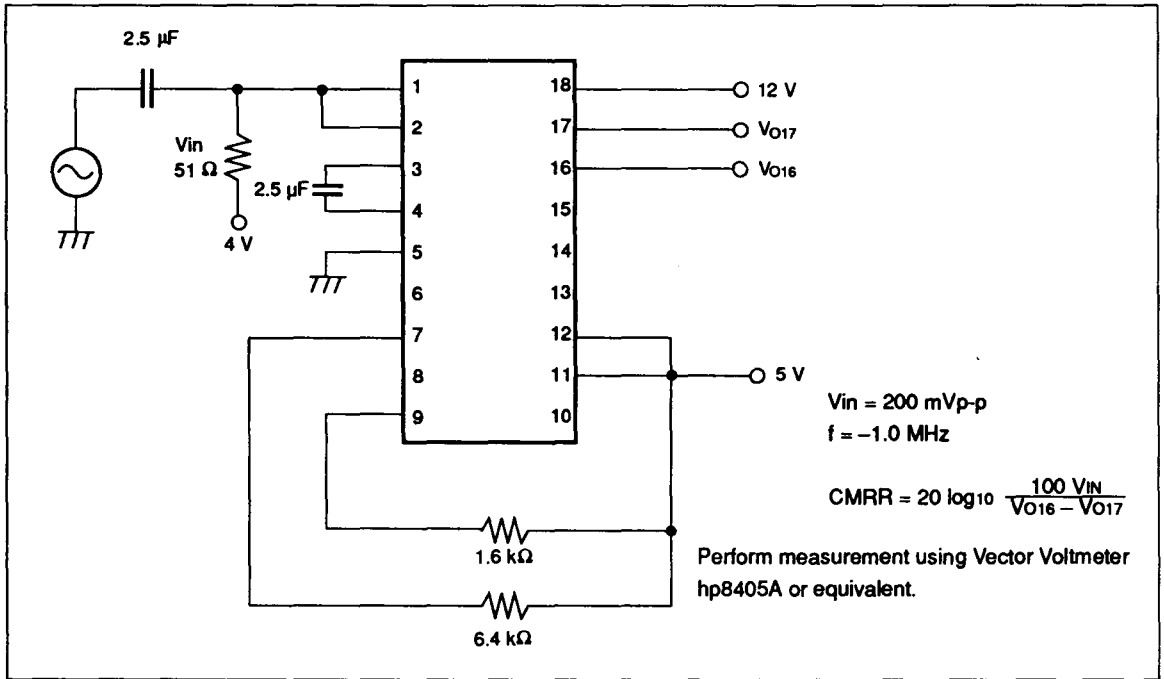 2.5 µF
Vin
51 Ω
4 V
2.5 µF
1
2
3
4
5
6
7
8
9
18
17
16
15
14
13
12
11
10
12 V
VO17
VO16
5 V
1.6 kΩ
6.4 kΩ
Vin = 200 mVp-p
f = −1.0 MHz
CMRR = 20 log10 100 VIN / VO16 − VO17
Perform measurement using Vector Voltmeter
hp8405A or equivalent.